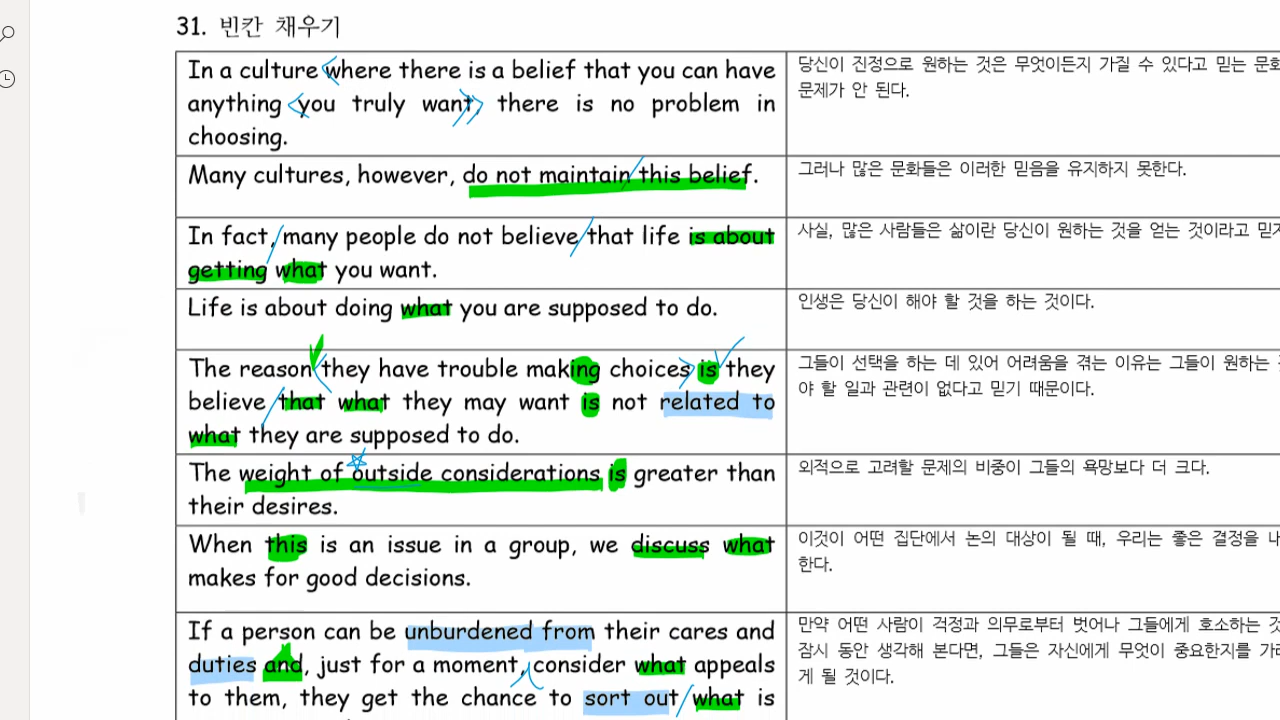 31. 빈칸 채우기
In a culture where there is a belief that you can have
anything you truly want, there is no problem in
choosing.
당신이 진정으로 원하는 것은 무엇이든지 가질 수 있다고 믿는 문화
문제가 안 된다.
Many cultures, however, do not maintain this belief.
그러나 많은 문화들은 이러한 믿음을 유지하지 못한다.
In fact, many people do not believe that life is about
getting what you want.
사실, 많은 사람들은 삶이란 당신이 원하는 것을 얻는 것이라고 믿지
Life is about doing what you are supposed to do.
인생은 당신이 해야 할 것을 하는 것이다.
The reason they have trouble making choices is they
believe that what they may want is not related to
what they are supposed to do.
그들이 선택을 하는 데 있어 어려움을 겪는 이유는 그들이 원하는
야 할 일과 관련이 없다고 믿기 때문이다.
The weight of outside considerations is greater than
their desires.
외적으로 고려할 문제의 비중이 그들의 욕망보다 더 크다.
When this is an issue in a group, we discuss what
makes for good decisions.
이것이 어떤 집단에서 논의 대상이 될 때, 우리는 좋은 결정을
한다.
If a person can be unburdened from their cares and
duties and, just for a moment, consider what appeals
to them, they get the chance to sort out what is
만약 어떤 사람이 걱정과 의무로부터 벗어나 그들에게 호소하는
잠시 동안 생각해 본다면, 그들은 자신에게 무엇이 중요한지를
게 될 것이다.